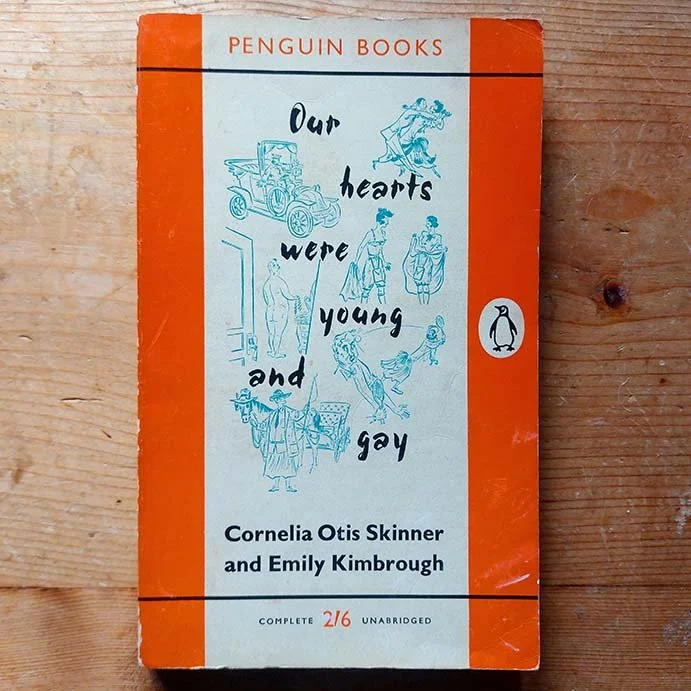 PENGUIN BOOKS
Our
hearts
were
young
and
gay
Cornelia Otis Skinner
and Emily Kimbrough
COMPLETE 2/6 UNABRIDGED